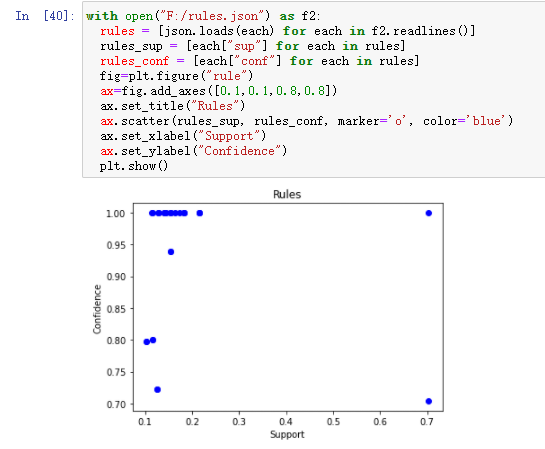 In [40]: with open("F:/rules.json") as f2:
rules = [json.loads(each) for each in f2.readlines()]
rules_sup = [each["sup"] for each in rules]
rules_conf = [each["conf"] for each in rules]
fig=plt.figure("rule")
ax=fig.add_axes([0.1,0.1,0.8,0.8])
ax.set_title("Rules")
ax.scatter(rules_sup, rules_conf, marker='o', color='blue')
ax.set_xlabel("Support")
ax.set_ylabel("Confidence")
plt.show()
Rules
1.00
0.95
0.90
0.85
0.80
0.75
0.70
Confidence
0.1 0.2 0.3 0.4 0.5 0.6 0.7
Support